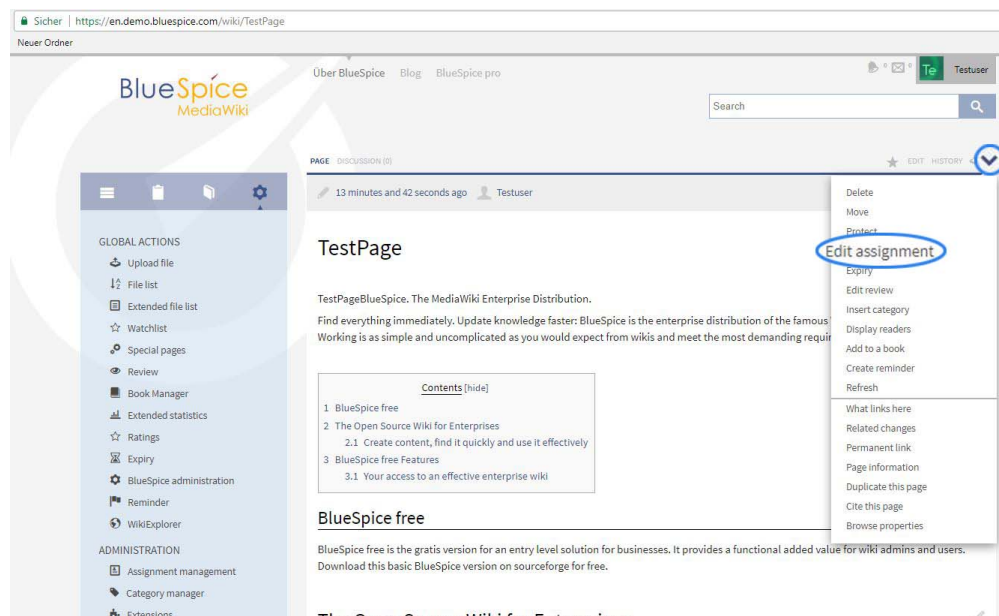 Sicher | https://en.demo.bluespice.com/wiki/TestPage
Neuer Ordner
BlueSpice
MediaWiki
Über BlueSpice Blog BlueSpice pro
Te Testuser
Search
PAGE DISCUSSION (0)
EDIT HISTORY
13 minutes and 42 seconds ago Testuser
GLOBAL ACTIONS
Upload file
File list
Extended file list
Watchlist
Special pages
Review
Book Manager
Extended statistics
Ratings
Expiry
BlueSpice administration
Reminder
WikiExplorer
ADMINISTRATION
Assignment management
Category manager
Extensions
TestPage
TestPageBlueSpice. The MediaWiki Enterprise Distribution.
Find everything immediately. Update knowledge faster: BlueSpice is the enterprise distribution of the famous
Working is as simple and uncomplicated as you would expect from wikis and meet the most demanding
Contents [hide]
1 BlueSpice free
2 The Open Source Wiki for Enterprises
2.1 Create content, find it quickly and use it effectively
3 BlueSpice free Features
3.1 Your access to an effective enterprise wiki
BlueSpice free
BlueSpice free is the gratis version for an entry level solution for businesses. It provides a functional added value for wiki admins and users.
Download this basic BlueSpice version on sourceforge for free.
The Open Source Wiki for Enterprises
Delete
Move
Protect
Edit assignment
Expiry
Edit review
Insert category
Display readers
Add to a book
Create reminder
Refresh
What links here
Related changes
Permanent link
Page information
Duplicate this page
Cite this page
Browse properties